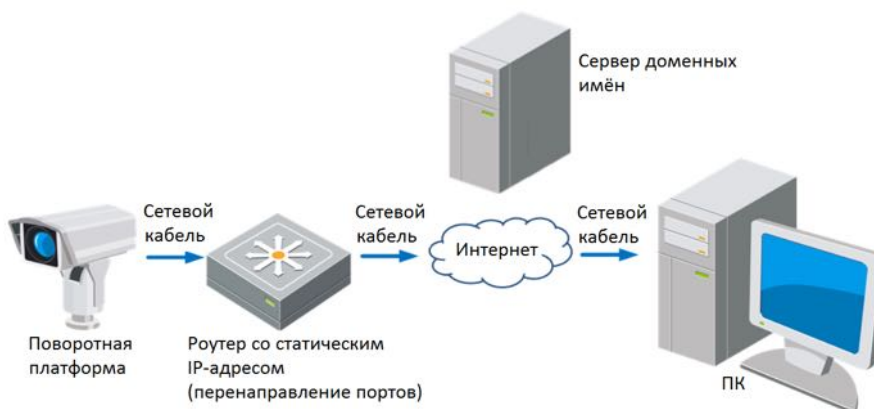 Сервер доменных
имён
Сетевой
кабель
Сетевой
кабель
Интернет
Сетевой
кабель
Поворотная
платформа
Роутер со статическим
IP-адресом
(перенаправление портов)
ПК